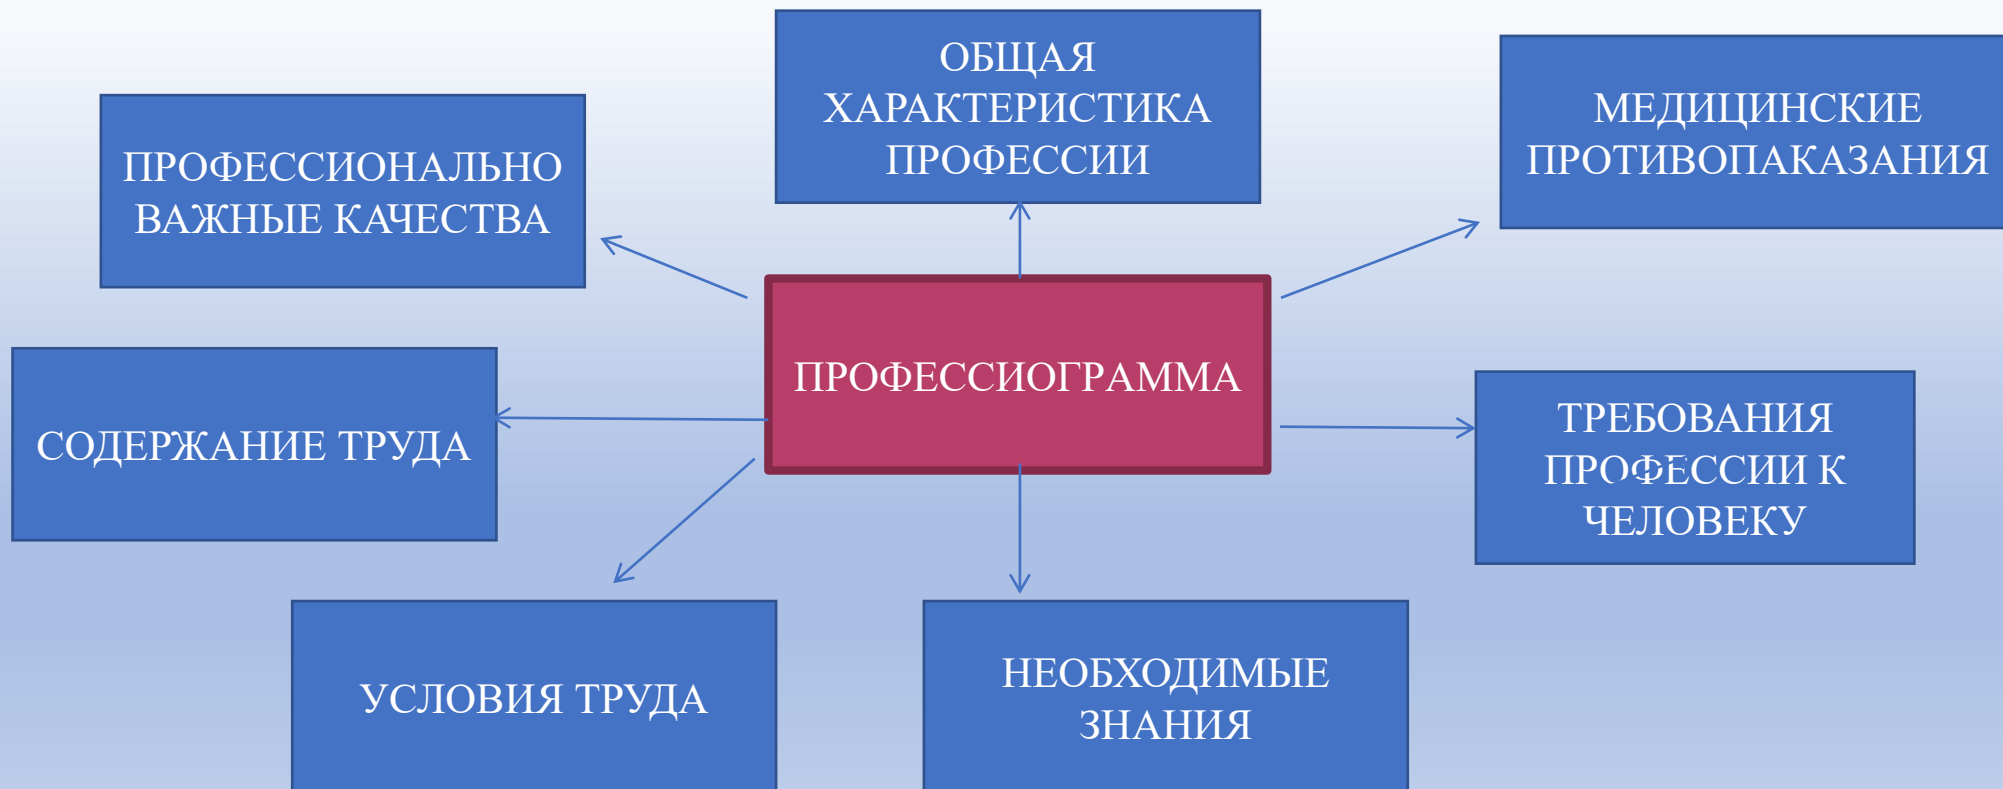 ОБЩАЯ
ХАРАКТЕРИСТИКА
ПРОФЕССИИ
МЕДИЦИНСКИЕ
ПРОТИВОПАКАЗАНИЯ
ПРОФЕССИОНАЛЬНО
ВАЖНЫЕ КАЧЕСТВА
ПРОФЕССИОГРАММА
СОДЕРЖАНИЕ ТРУДА
ТРЕБОВАНИЯ
ПРОФЕССИИ К
ЧЕЛОВЕКУ
УСЛОВИЯ ТРУДА
НЕОБХОДИМЫЕ
ЗНАНИЯ